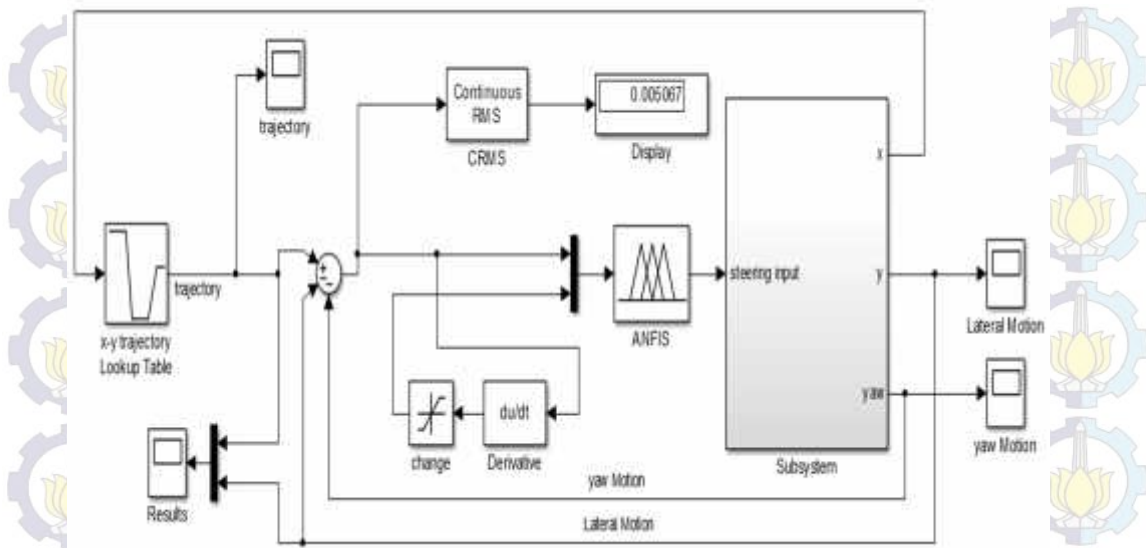 trajectory
Continuous
RMS
CRMS
0.005067
Display
x
trajectory
+
-
-
steering input
y
Lateral Motion
x-y trajectory
Lookup Table
ANFIS
yaw
yaw Motion
du/dt
change
Derivative
Subsystem
yaw Motion
Results
Lateral Motion